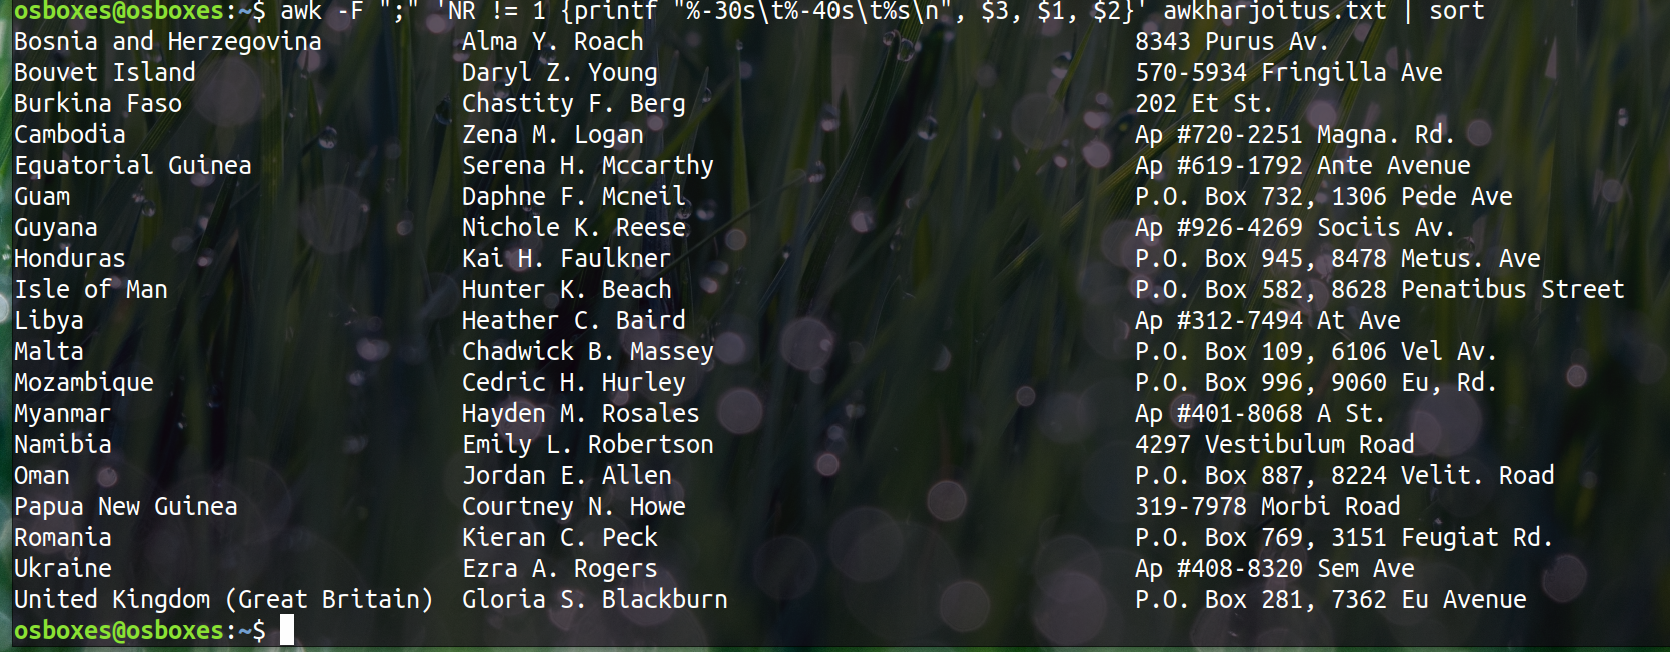 osboxes@osboxes:~$ awk -F ";" 'NR != 1 {printf "%-30s\t%-40s\t%s\n", $3, $1, $2}' awkharjoitus.txt | sort
Bosnia and Herzegovina Alma Y. Roach 8343 Purus Av.
Bouvet Island Daryl Z. Young 570-5934 Fringilla Ave
Burkina Faso Chastity F. Berg 202 Et St.
Cambodia Zena M. Logan Ap #720-2251 Magna. Rd.
Equatorial Guinea Serena H. Mccarthy Ap #619-1792 Ante Avenue
Guam Daphne F. Mcneil P.O. Box 732, 1306 Pede Ave
Guyana Nichole K. Reese Ap #926-4269 Sociis Av.
Honduras Kai H. Faulkner P.O. Box 945, 8478 Metus. Ave
Isle of Man Hunter K. Beach P.O. Box 582, 8628 Penatibus Street
Libya Heather C. Baird Ap #312-7494 At Ave
Malta Chadwick B. Massey P.O. Box 109, 6106 Vel Av.
Mozambique Cedric H. Hurley P.O. Box 996, 9060 Eu, Rd.
Myanmar Hayden M. Rosales Ap #401-8068 A St.
Namibia Emily L. Robertson 4297 Vestibulum Road
Oman Jordan E. Allen P.O. Box 887, 8224 Velit. Road
Papua New Guinea Courtney N. Howe 319-7978 Morbi Road
Romania Kieran C. Peck P.O. Box 769, 3151 Feugiat Rd.
Ukraine Ezra A. Rogers Ap #408-8320 Sem Ave
United Kingdom (Great Britain) Gloria S. Blackburn P.O. Box 281, 7362 Eu Avenue
osboxes@osboxes:~$